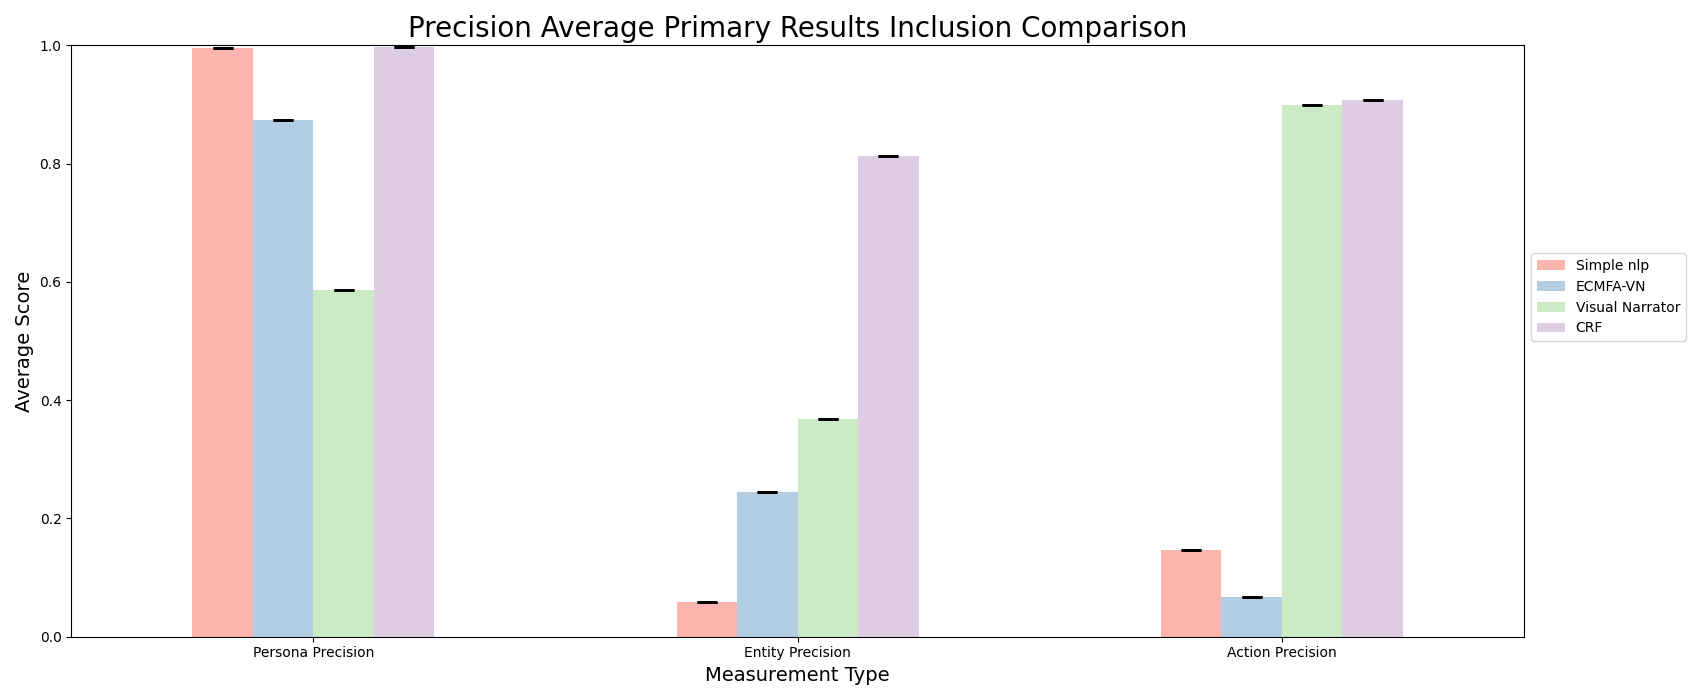 Precision Average Primary Results Inclusion Comparison
Average Score
1.0
0.8
0.6
0.4
0.2
0.0
Persona Precision
Entity Precision
Action Precision
Measurement Type
Simple nlp
ECMFA-VN
Visual Narrator
CRF